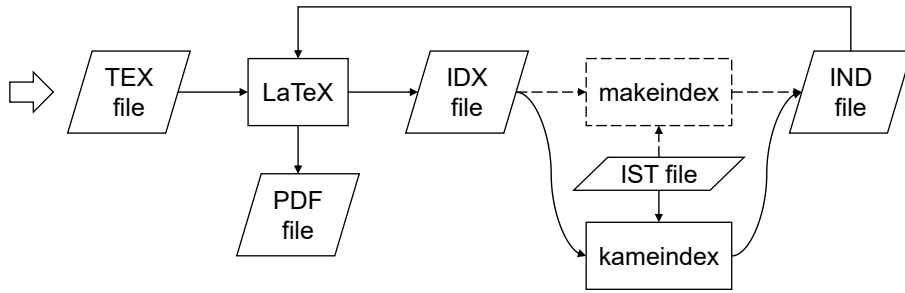 TEX
file
LaTeX
IDX
file
makeindex
IND
file
IST file
PDF
file
kameindex